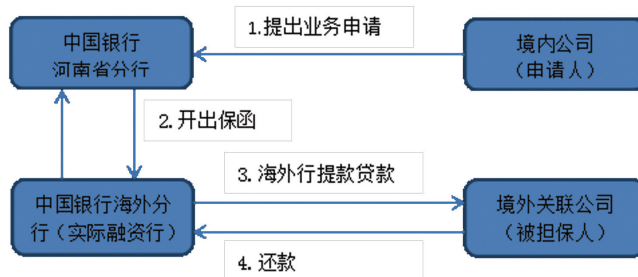 中国银行
河南省分行
1.提出业务申请
境内公司
（申请人）
2.开出保函
中国银行海外分
行（实际融资行）
3.海外行提款贷款
境外关联公司
（被担保人）
4.还款